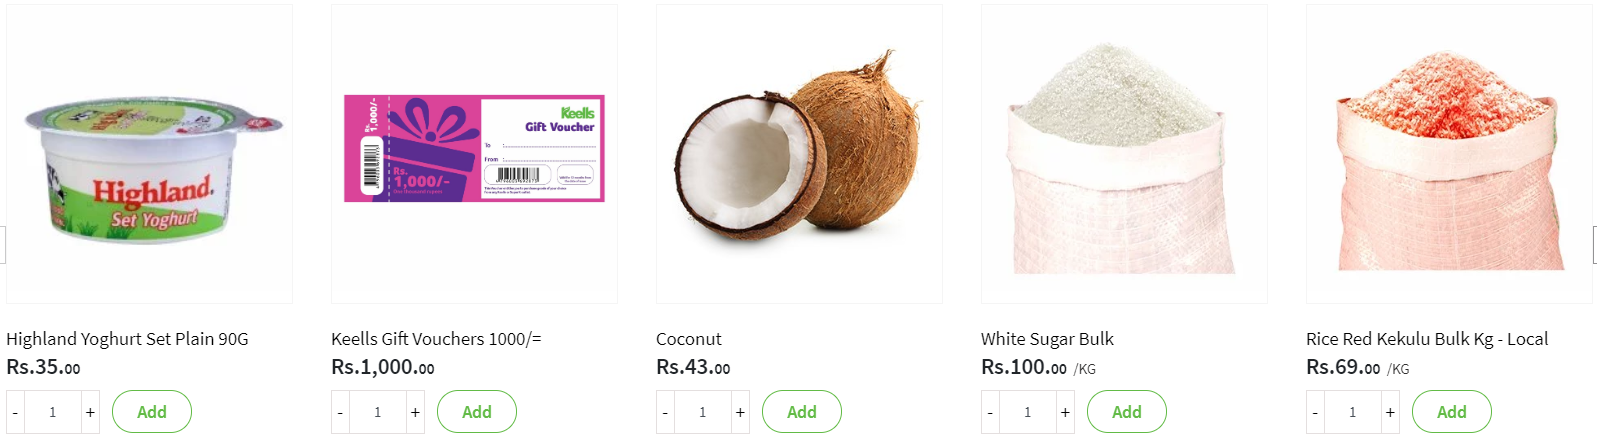 Highland.
Set Yoghurt
Rs. 1,000/-
Keells
Gift Voucher
To
From
Rs.
1,000/-
Highland Yoghurt Set Plain 90G
Rs.35.00
- 1 + Add
Keells Gift Vouchers 1000/=
Rs.1,000.00
- 1 + Add
Coconut
Rs.43.00
- 1 + Add
White Sugar Bulk
Rs.100.00 /KG
- 1 + Add
Rice Red Kekulu Bulk Kg - Local
Rs.69.00 /KG
- 1 + Add